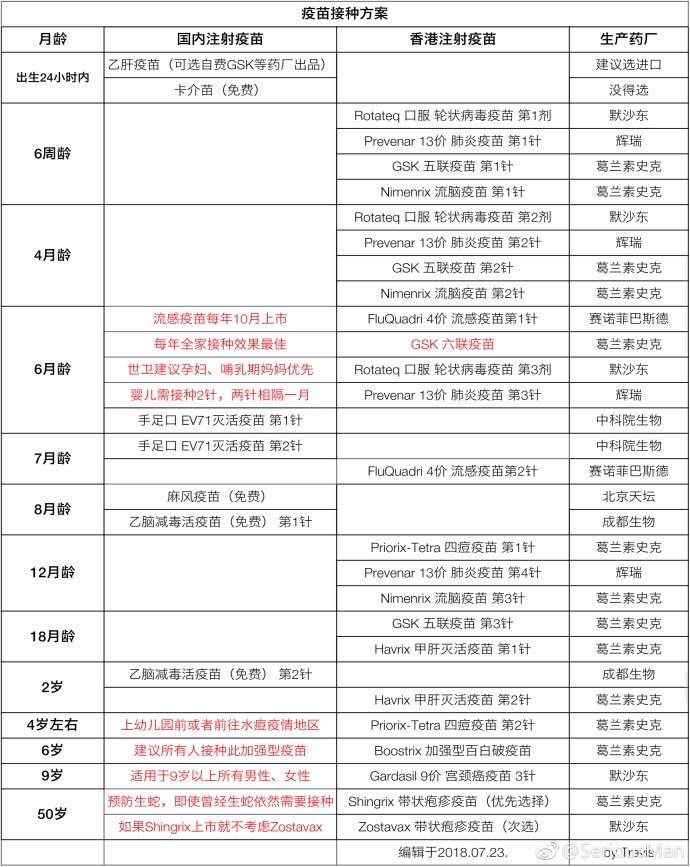 疫苗接种方案
月龄 国内注射疫苗 香港注射疫苗 生产药厂
出生24小时内 乙肝疫苗（可选自费GSK等药厂出品） 建议选进口
卡介苗（免费） 没得选
6周龄 Rotateq 口服 轮状病毒疫苗 第1剂 默沙东
Prevenar 13价 肺炎疫苗 第1针 辉瑞
GSK 五联疫苗 第1针 葛兰素史克
Nimenrix 流脑疫苗 第1针 葛兰素史克
4月龄 Rotateq 口服 轮状病毒疫苗 第2剂 默沙东
Prevenar 13价 肺炎疫苗 第2针 辉瑞
GSK 五联疫苗 第2针 葛兰素史克
Nimenrix 流脑疫苗 第2针 葛兰素史克
6月龄 流感疫苗每年10月上市 FluQuadri 4价 流感疫苗第1针 赛诺菲巴斯德
每年全家接种效果最佳 GSK 六联疫苗 葛兰素史克
世卫建议孕妇、哺乳期妈妈优先 Rotateq 口服 轮状病毒疫苗 第3剂 默沙东
婴儿需接种2针，两针相隔一月 Prevenar 13价 肺炎疫苗 第3针 辉瑞
手足口 EV71灭活疫苗 第1针 中科院生物
7月龄 手足口 EV71灭活疫苗 第2针 中科院生物
FluQuadri 4价 流感疫苗第2针 赛诺菲巴斯德
8月龄 麻风疫苗（免费） 北京天坛
乙脑减毒活疫苗（免费） 第1针 成都生物
12月龄 Priorix-Tetra 四痘疫苗 第1针 葛兰素史克
Prevenar 13价 肺炎疫苗 第4针 辉瑞
Nimenrix 流脑疫苗 第3针 葛兰素史克
18月龄 GSK 五联疫苗 第3针 葛兰素史克
Havrix 甲肝灭活疫苗 第1针 葛兰素史克
2岁 乙脑减毒活疫苗（免费） 第2针 成都生物
Havrix 甲肝灭活疫苗 第2针 葛兰素史克
4岁左右 上幼儿园前或者前往水痘疫情地区 Priorix-Tetra 四痘疫苗 第2针 葛兰素史克
6岁 建议所有人接种此加强型疫苗 Boostrix 加强型百白破疫苗 葛兰素史克
9岁 适用于9岁以上所有男性、女性 Gardasil 9价 宫颈癌疫苗 3针 默沙东
50岁 预防生蛇，即使曾经生蛇依然需要接种 Shingrix 带状疱疹疫苗（优先选择） 葛兰素史克
如果Shingrix上市就不考虑Zostavax Zostavax 带状疱疹疫苗（次选） 默沙东
编辑于2018.07.23. by Travis
@SeriousMan